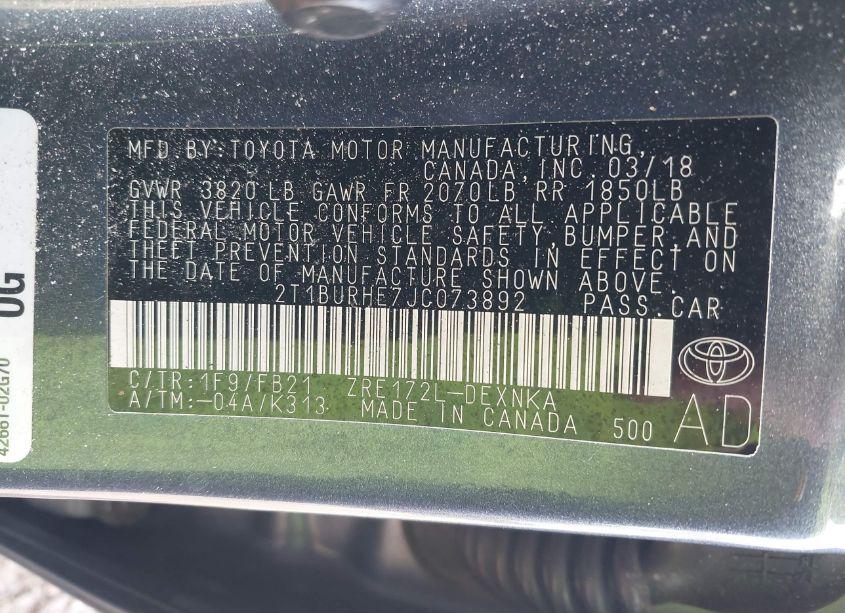 MFD.BY:TOYOTA MOTOR MANUFACTURING,
CANADA,INC. 03/18
GVWR 3820 LB GAWR FR 2070LB RR 1850LB
THIS VEHICLE CONFORMS TO ALL APPLICABLE
FEDERAL MOTOR VEHICLE SAFETY,BUMPER,AND
THEFT PREVENTION STANDARDS IN EFFECT ON
THE DATE OF MANUFACTURE SHOWN ABOVE.
2T1BURHE7JC073892 PASS.CAR
C/TR:1F9/FB21 ZRE172L-DEXNKA
A/TM:-04A/K313 MADE IN CANADA 500 AD
0G
42661-02G70